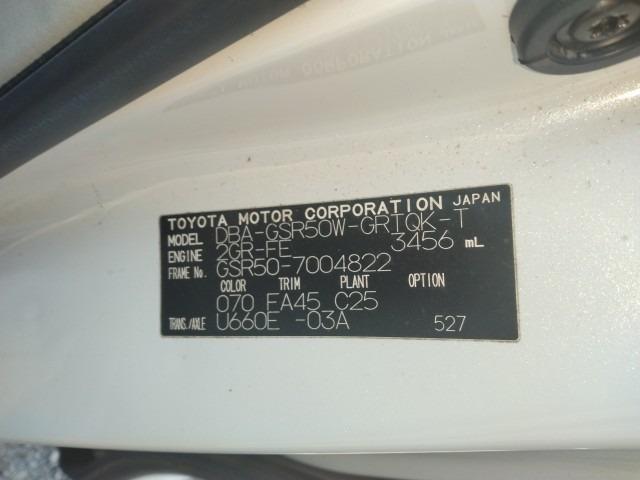 TOYOTA MOTOR CORPORATION JAPAN
MODEL DBA-GSR50W-GRTQK-T
ENGINE 2GR-FE 3456 mL
FRAME No. GSR50-7004822
COLOR TRIM PLANT OPTION
070 FA45 C25
TRANS./AXLE U660E -03A 527